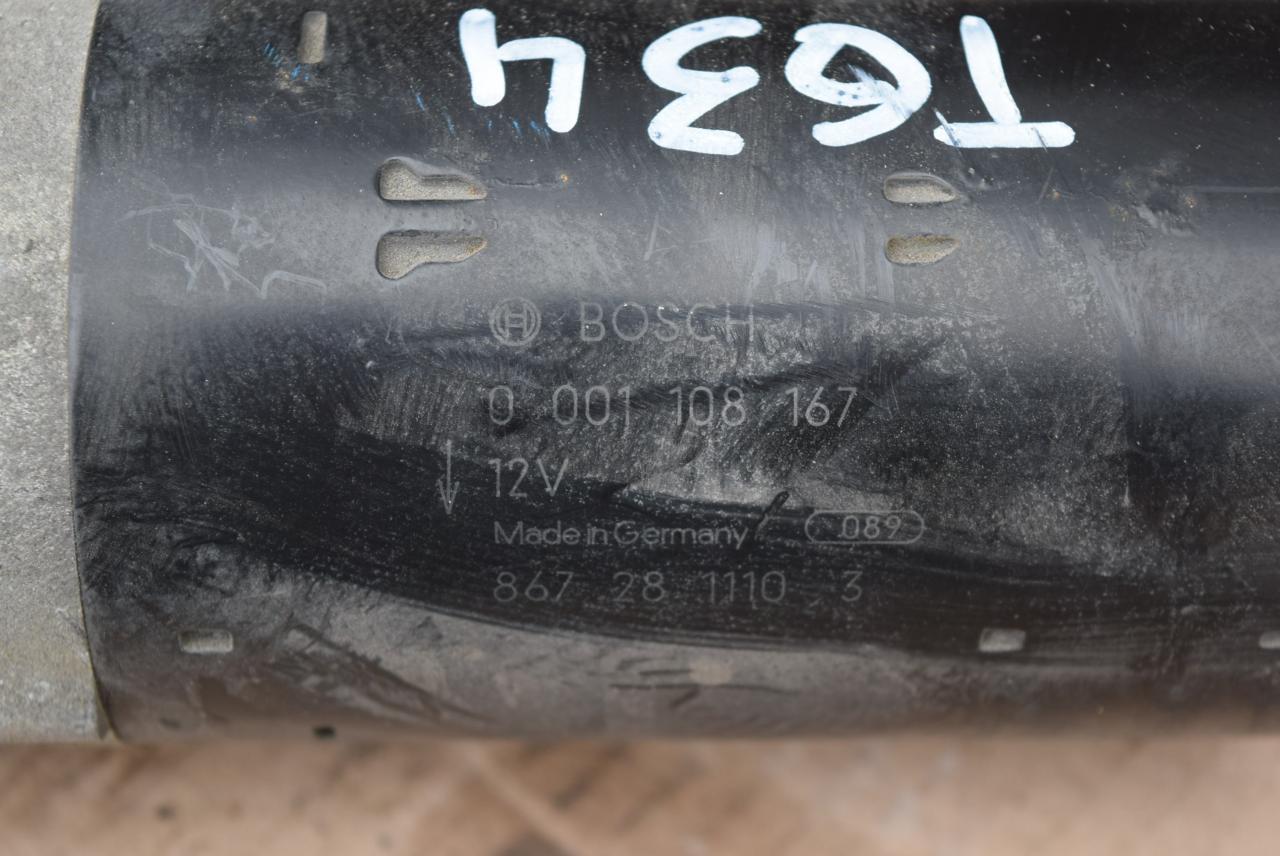 T634
BOSCH
0 001 108 167
12V
Made in Germany 089
867 28 1110 3